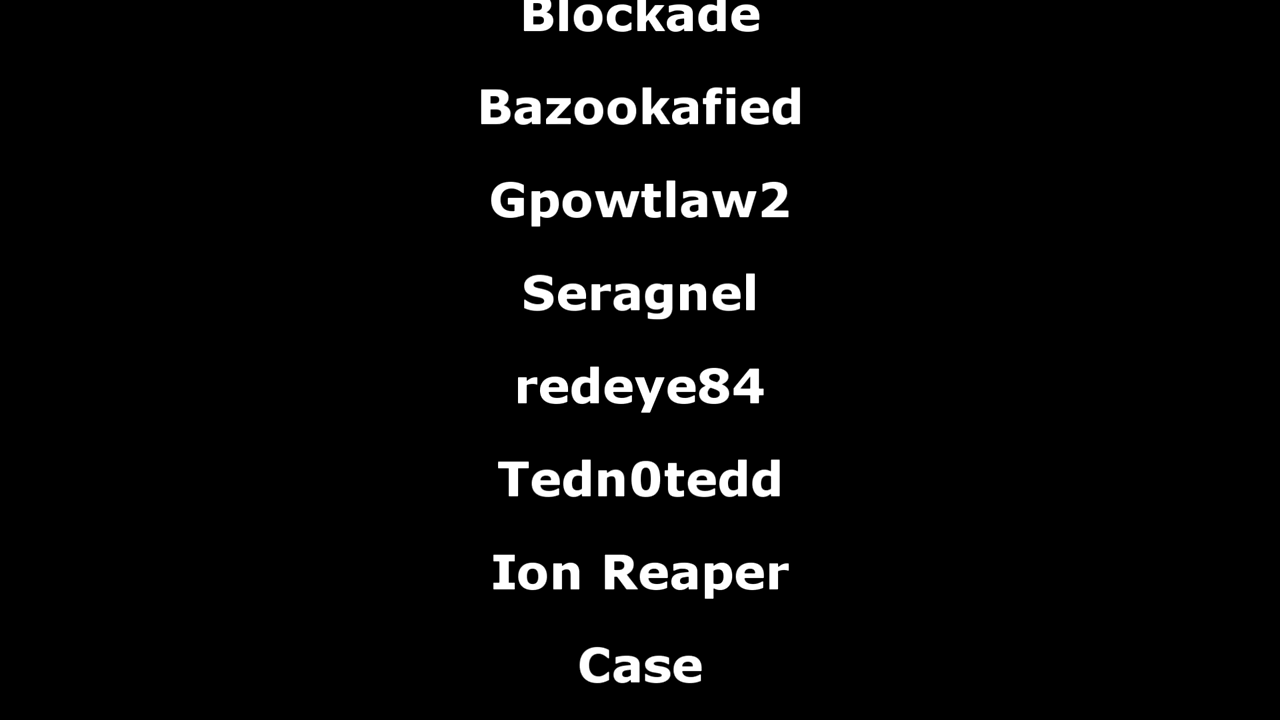 Blockade
Bazookafied
Gpowtlaw2
Seragnel
redeye84
Tedn0tedd
Ion Reaper
Case